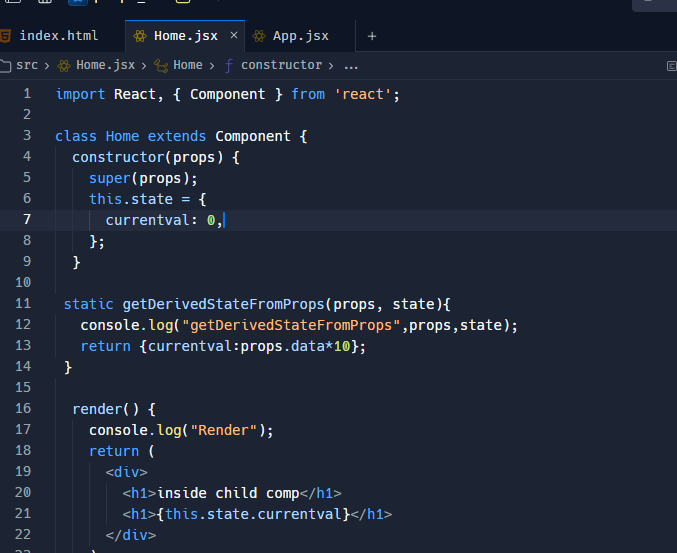 index.html Home.jsx × App.jsx +
src > Home.jsx > Home > constructor > ...
1 import React, { Component } from 'react';
2
3 class Home extends Component {
4 constructor(props) {
5 super(props);
6 this.state = {
7 currentval: 0,
8 };
9 }
10
11 static getDerivedStateFromProps(props, state){
12 console.log("getDerivedStateFromProps",props,state);
13 return {currentval:props.data*10};
14 }
15
16 render() {
17 console.log("Render");
18 return (
19 <div>
20 <h1>inside child comp</h1>
21 <h1>{this.state.currentval}</h1>
22 </div>